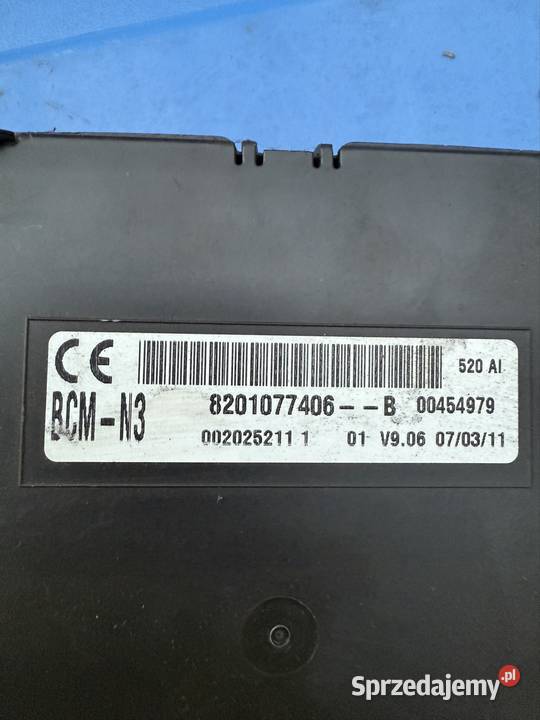 CE
520 AI
BCM-N3 8201077406--B 00454979
002025211 1 01 V9.06 07/03/11
Sprzedajemy.pl